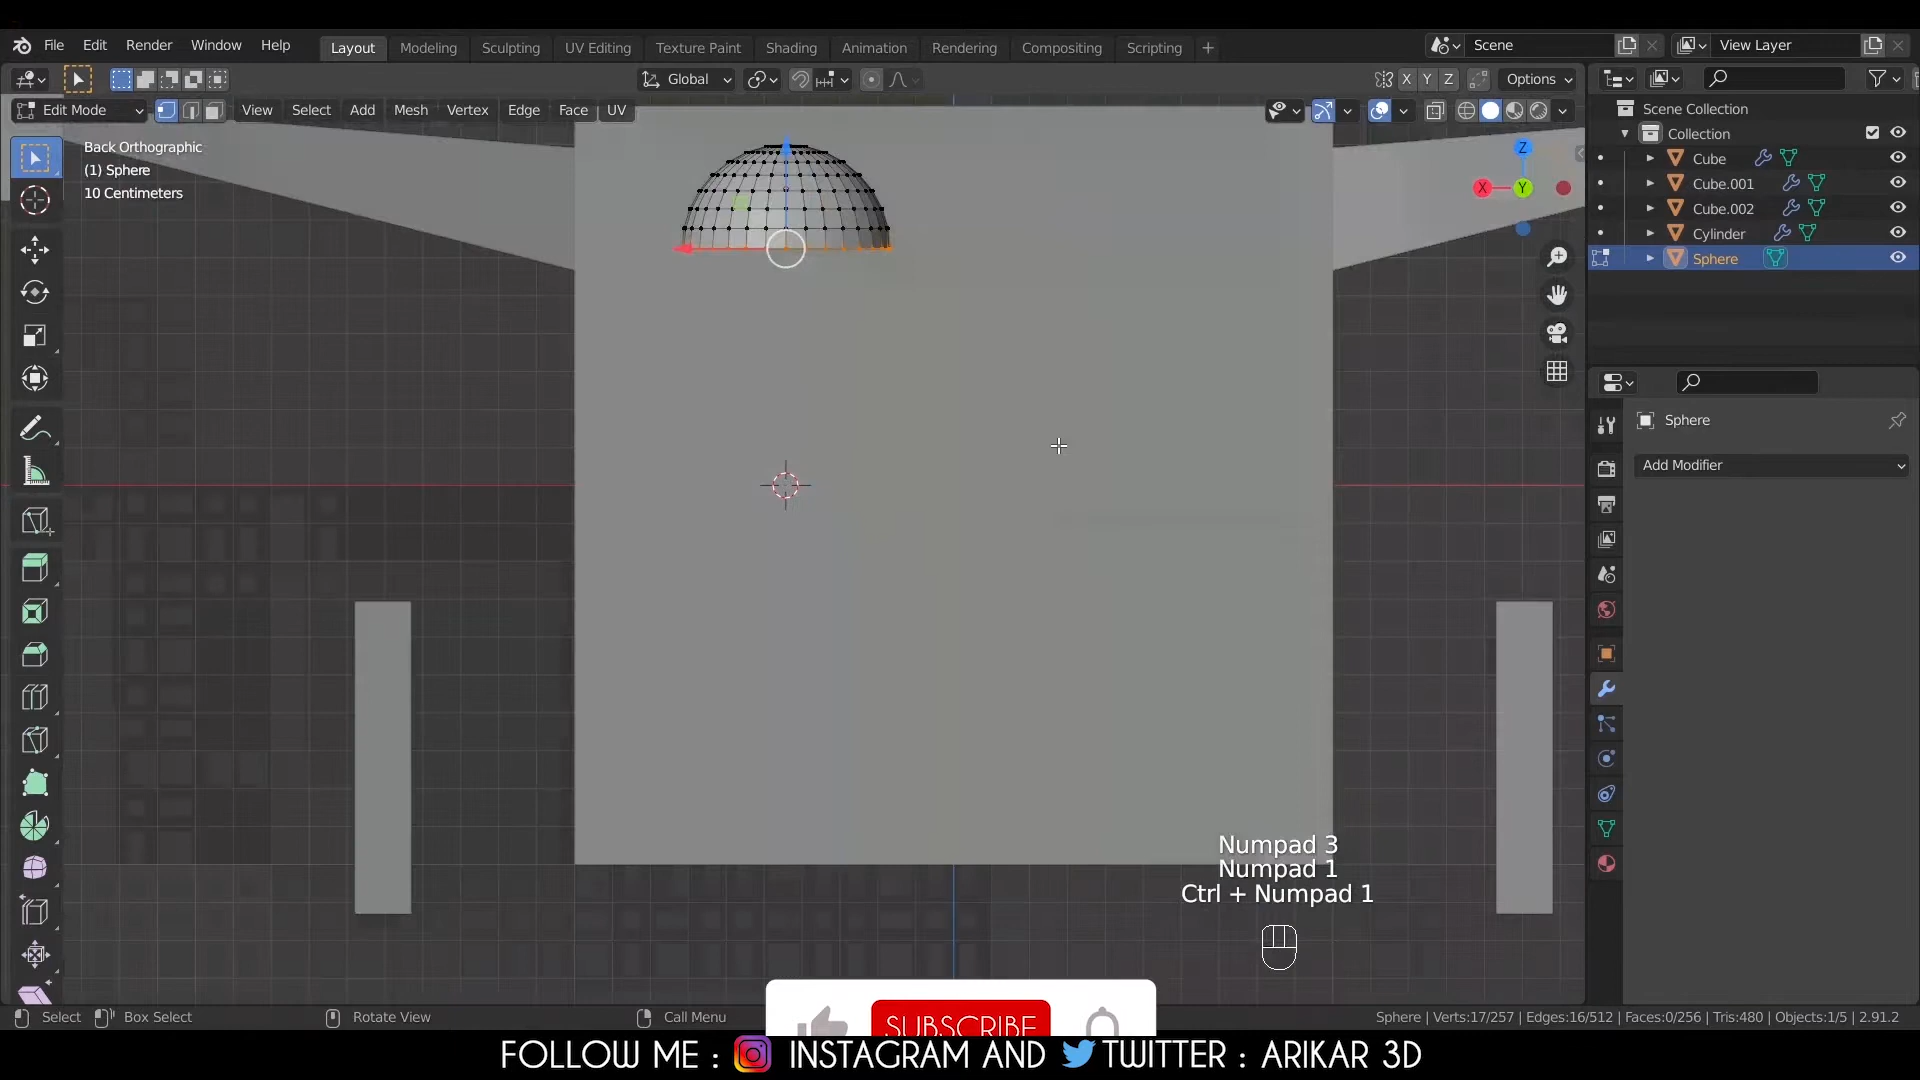 File Edit Render Window Help Layout Modeling Sculpting UV Editing Texture Paint Shading Animation Rendering Compositing Scripting + Scene View Layer
Global X Y Z Options
Edit Mode View Select Add Mesh Vertex Edge Face UV
Scene Collection
Collection
Cube
Cube.001
Cube.002
Cylinder
Sphere
Back Orthographic
(1) Sphere
10 Centimeters
Z
X
Y
Sphere
Add Modifier
Numpad 3
Numpad 1
Ctrl + Numpad 1
SUBSCRIBE
Select Box Select Rotate View Call Menu Sphere | Verts:17/257 | Edges:16/512 | Faces:0/256 | Tris:480 | Objects:1/5 | 2.91.2
FOLLOW ME : INSTAGRAM AND TWITTER : ARIKAR 3D